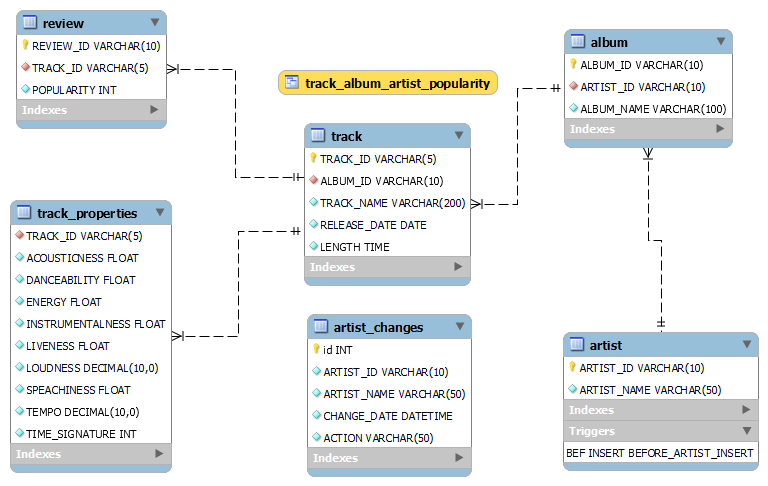 review
REVIEW_ID VARCHAR(10)
TRACK_ID VARCHAR(5)
POPULARITY INT
Indexes
track_album_artist_popularity
album
ALBUM_ID VARCHAR(10)
ARTIST_ID VARCHAR(10)
ALBUM_NAME VARCHAR(100)
Indexes
track
TRACK_ID VARCHAR(5)
ALBUM_ID VARCHAR(10)
TRACK_NAME VARCHAR(200)
RELEASE_DATE DATE
LENGTH TIME
Indexes
track_properties
TRACK_ID VARCHAR(5)
ACOUSTICNESS FLOAT
DANCEABILITY FLOAT
ENERGY FLOAT
INSTRUMENTALNESS FLOAT
LIVENESS FLOAT
LOUDNESS DECIMAL(10,0)
SPEACHINESS FLOAT
TEMPO DECIMAL(10,0)
TIME_SIGNATURE INT
Indexes
artist_changes
id INT
ARTIST_ID VARCHAR(10)
ARTIST_NAME VARCHAR(50)
CHANGE_DATE DATETIME
ACTION VARCHAR(50)
Indexes
artist
ARTIST_ID VARCHAR(10)
ARTIST_NAME VARCHAR(50)
Indexes
Triggers
BEF INSERT BEFORE_ARTIST_INSERT